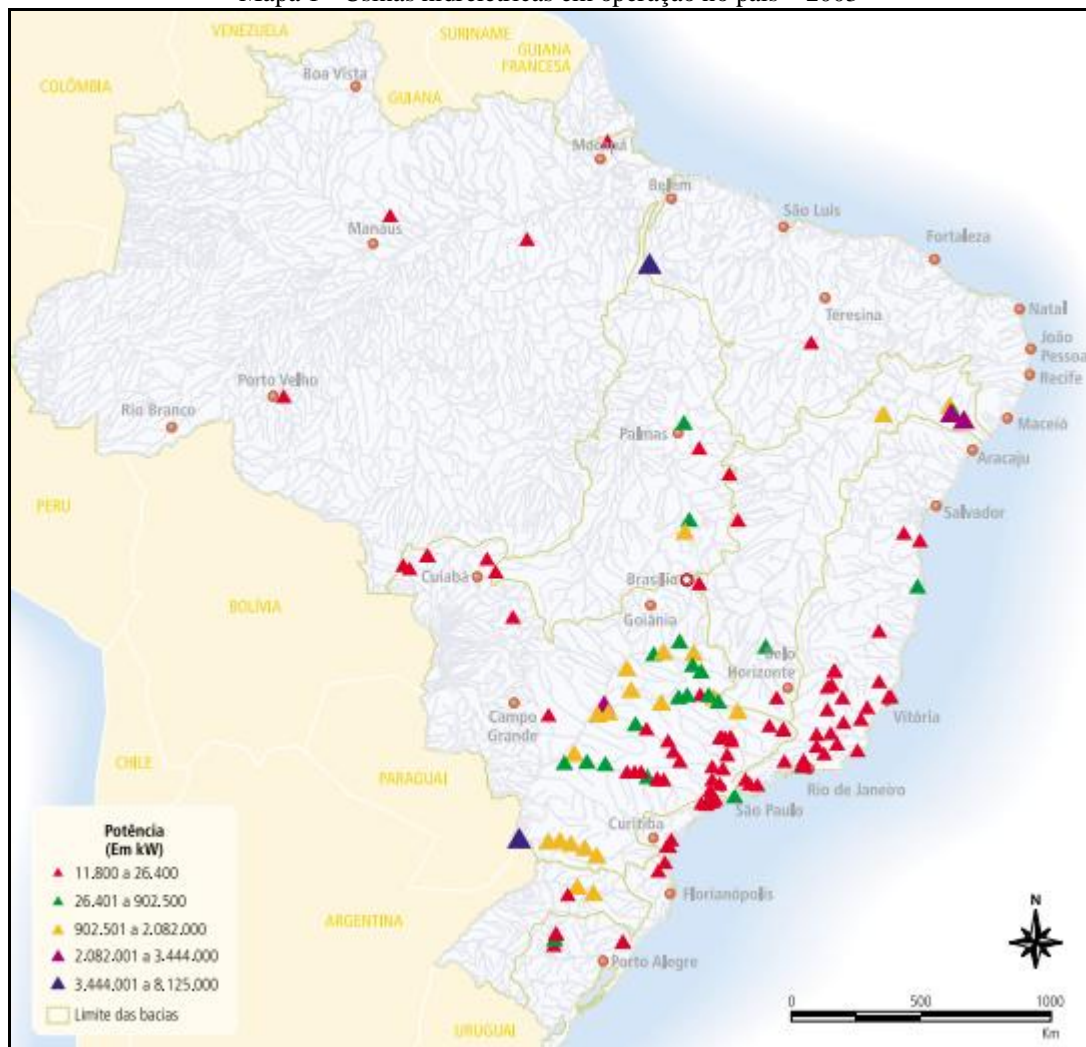 Mapa 1 – Usinas hidrelétricas em operação no país – 2003
VENEZUELA
SURINAME
GUIANA
FRANCESA
COLÔMBIA
Boa Vista
GUIANA
Macapá
Belém
São Luis
Manaus
Fortaleza
Teresina
Natal
João
Pessoa
Recife
Porto Velho
Rio Branco
Maceió
Palmas
Aracaju
PERU
Salvador
Cuiabá
Brasília
BOLÍVIA
Goiânia
Belo
Horizonte
Campo
Grande
Vitória
CHILE
PARAGUAI
Rio de Janeiro
São Paulo
Curitiba
Potência
(Em kW)
11.800 a 26.400
26.401 a 902.500
902.501 a 2.082.000
2.082.001 a 3.444.000
3.444.001 a 8.125.000
Limite das bacias
ARGENTINA
Florianópolis
Porto Alegre
URUGUAI
N
0 500 1000
Km